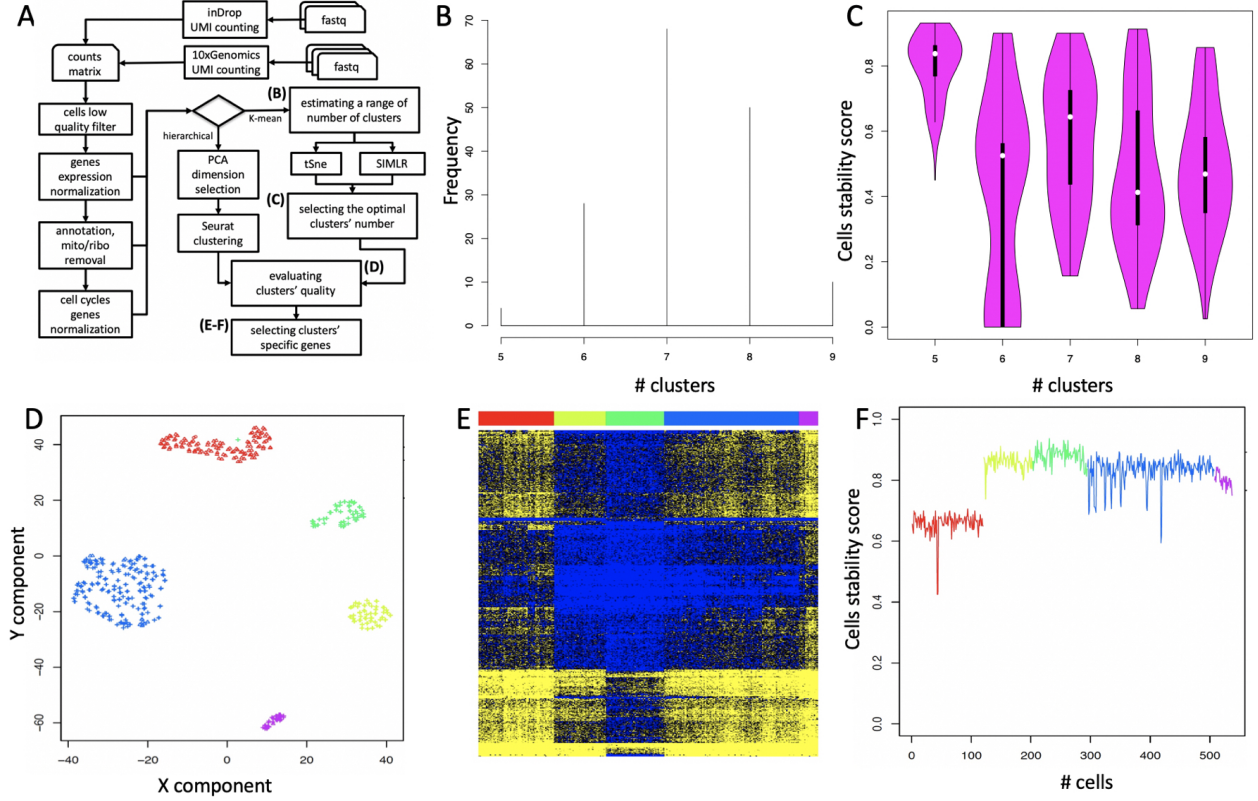 A
inDrop
UMI counting
fastq
counts
matrix
10xGenomics
UMI counting
fastq
cells low
quality filter
hierarchical
K-mean
(B)
estimating a range of
number of clusters
genes
expression
normalization
PCA
dimension
selection
tSne
SIMLR
(C)
selecting the optimal
clusters' number
annotation,
mito/ribo
removal
Seurat
clustering
(D)
evaluating
clusters' quality
cell cycles
genes
normalization
(E-F)
selecting clusters'
specific genes
B
Frequency
70
60
50
40
30
20
10
0
5 6 7 8 9
# clusters
C
Cells stability score
0.8
0.6
0.4
0.2
0.0
5 6 7 8 9
# clusters
D
Y component
40
20
0
−20
−40
−60
−40 −20 0 20 40
X component
E
F
Cells stability score
1.0
0.8
0.6
0.4
0.2
0.0
0 100 200 300 400 500
# cells